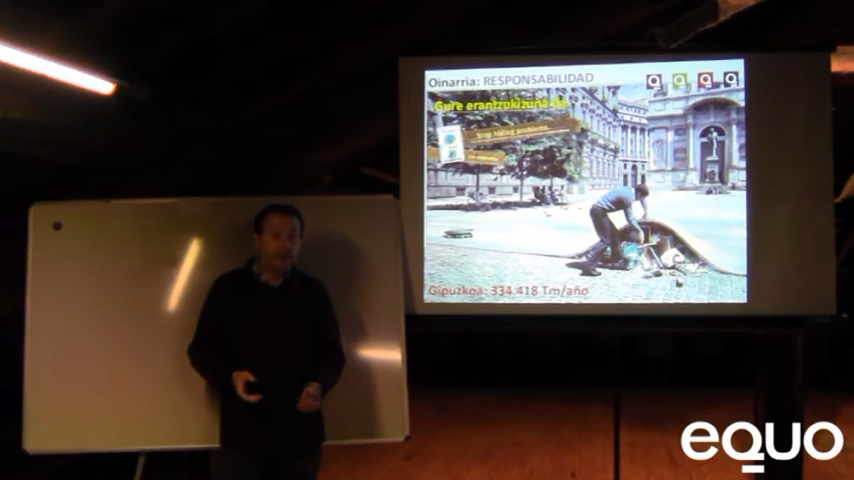 Oinarria: RESPONSABILIDAD
Gure erantzukizuna da
Stop hiding problems.
Gipuzkoa: 334.418 Tm/año
equo